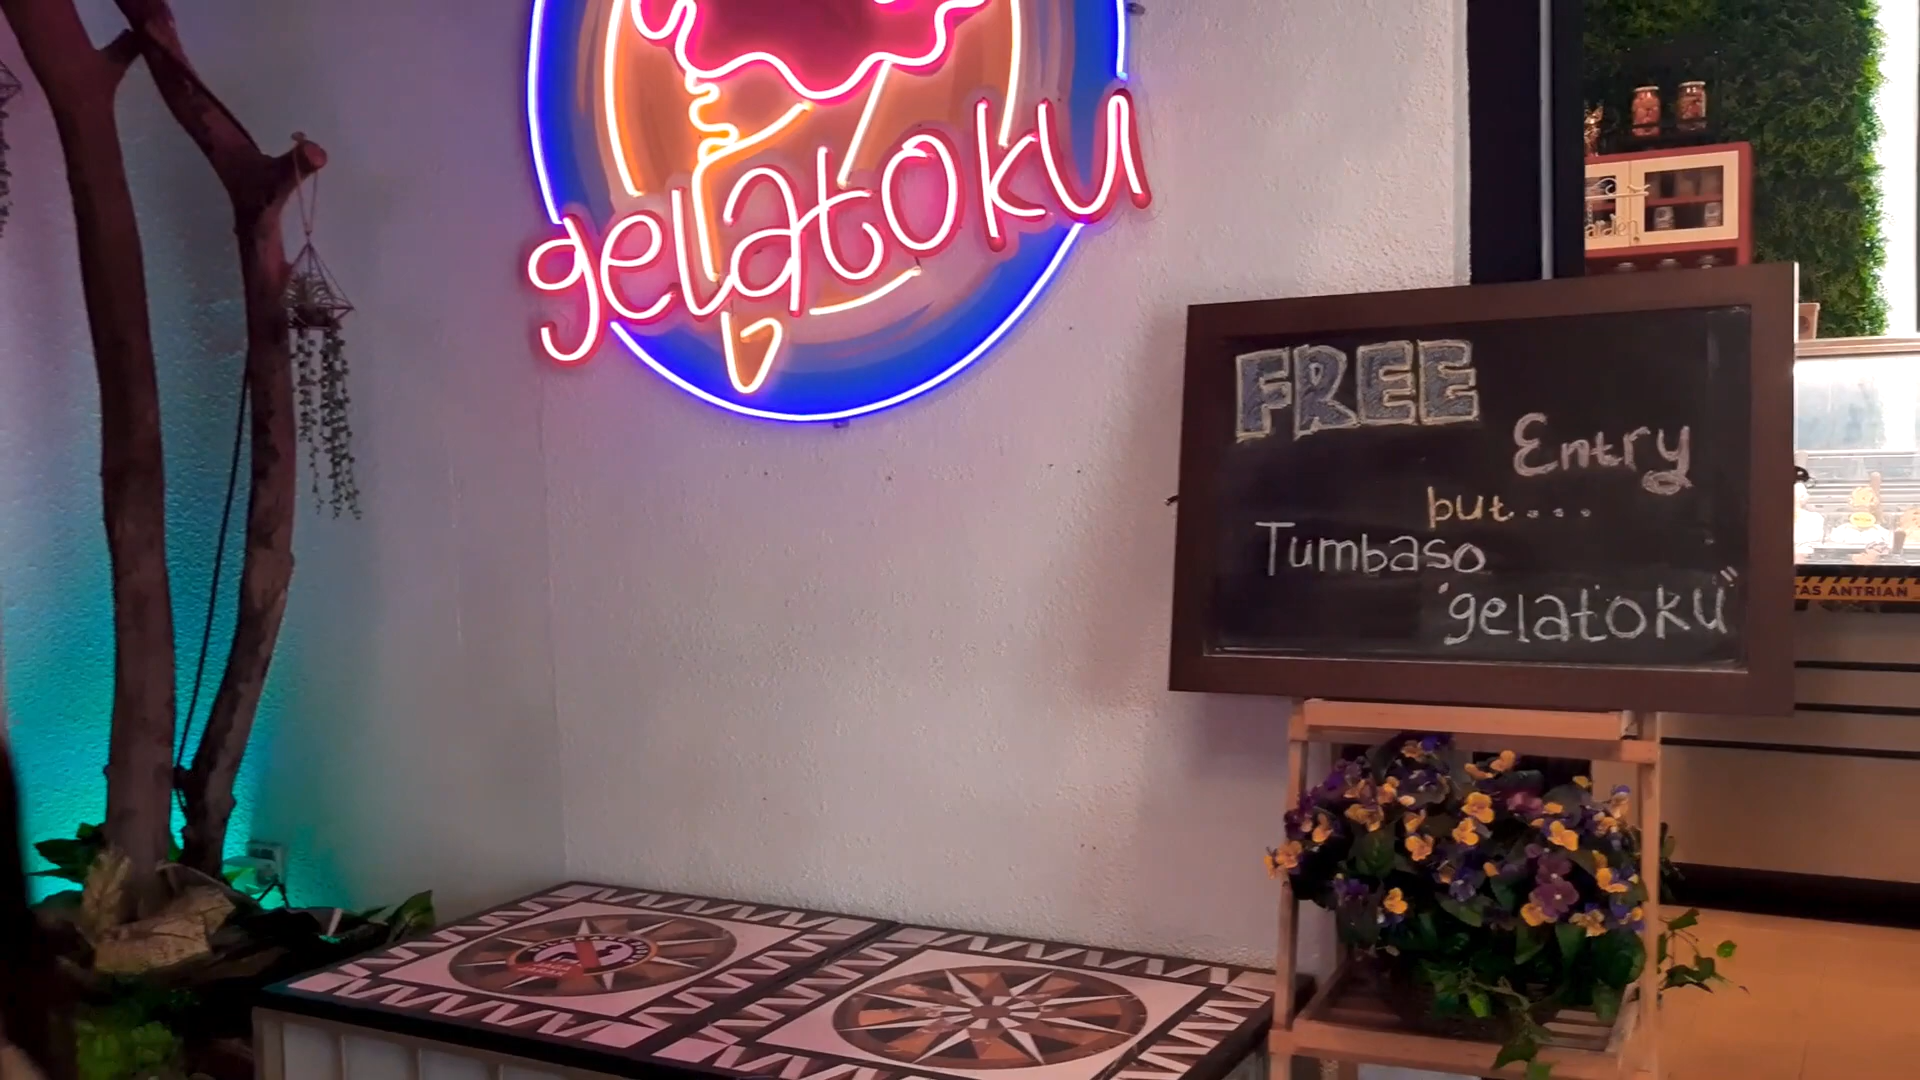 gelatoku
FREE
Entry
but...
Tumbaso
"gelatoku"
TAS ANTRIAN